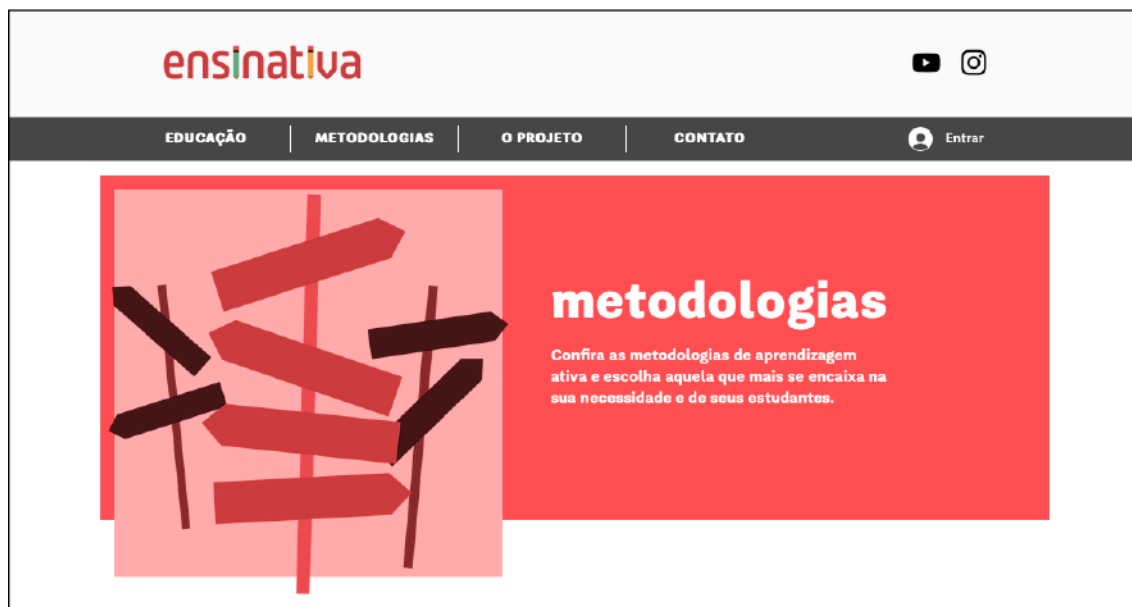 ensinativa
EDUCAÇÃO METODOLOGIAS O PROJETO CONTATO Entrar
metodologias
Confira as metodologias de aprendizagem
ativa e escolha aquela que mais se encaixa na
sua necessidade e de seus estudantes.